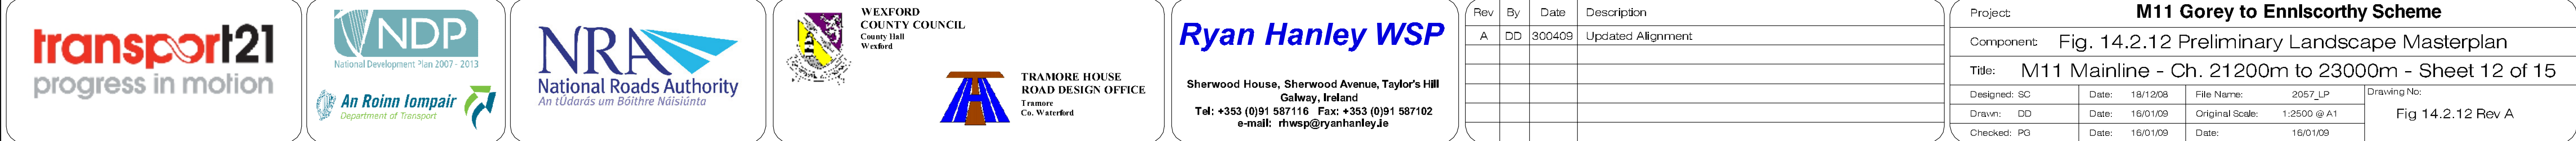 transport21
progress in motion
NDP
National Development Plan 2007 - 2013
An Roinn Iompair
Department of Transport
NRA
National Roads Authority
An tÚdarás um Bóithre Náisiúnta
WEXFORD
COUNTY COUNCIL
County Hall
Wexford
TRAMORE HOUSE
ROAD DESIGN OFFICE
Tramore
Co. Waterford
Ryan Hanley WSP
Sherwood House, Sherwood Avenue, Taylor's Hill
Galway, Ireland
Tel: +353 (0)91 587116 Fax: +353 (0)91 587102
e-mail: rhwsp@ryanhanley.ie
Rev By Date Description
A DD 300409 Updated Alignment
Project: M11 Gorey to Enniscorthy Scheme
Component: Fig. 14.2.12 Preliminary Landscape Masterplan
Title: M11 Mainline - Ch. 21200m to 23000m - Sheet 12 of 15
Designed: SC Date: 18/12/08 File Name: 2057_LP Drawing No:
Drawn: DD Date: 16/01/09 Original Scale: 1:2500 @ A1 Fig 14.2.12 Rev A
Checked: PG Date: 16/01/09 Date: 16/01/09